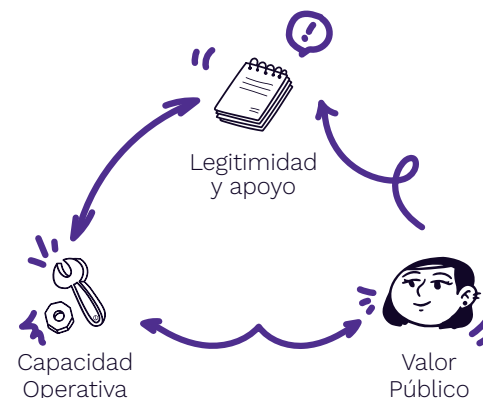 Legitimidad
y apoyo
Capacidad
Operativa
Valor
Público